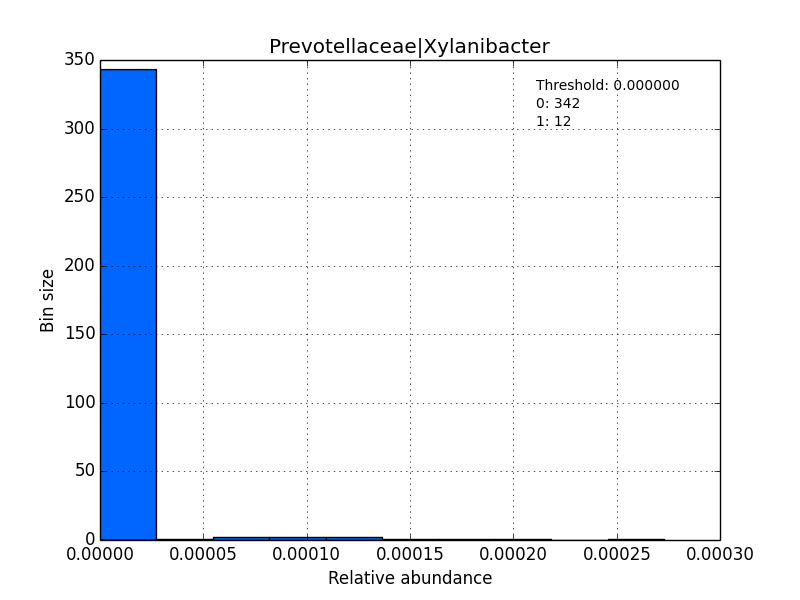 Prevotellaceae|Xylanibacter
Threshold: 0.000000
0: 342
1: 12
350
300
250
200
150
100
50
0
Bin size
0.00000 0.00005 0.00010 0.00015 0.00020 0.00025 0.00030
Relative abundance